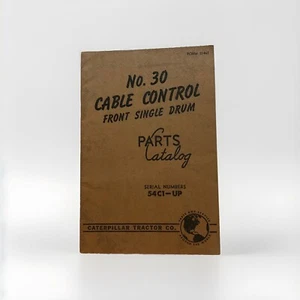 No. 30
CABLE CONTROL
FRONT SINGLE DRUM
PARTS
Catalog
SERIAL NUMBERS
54C1-UP
CATERPILLAR TRACTOR CO.